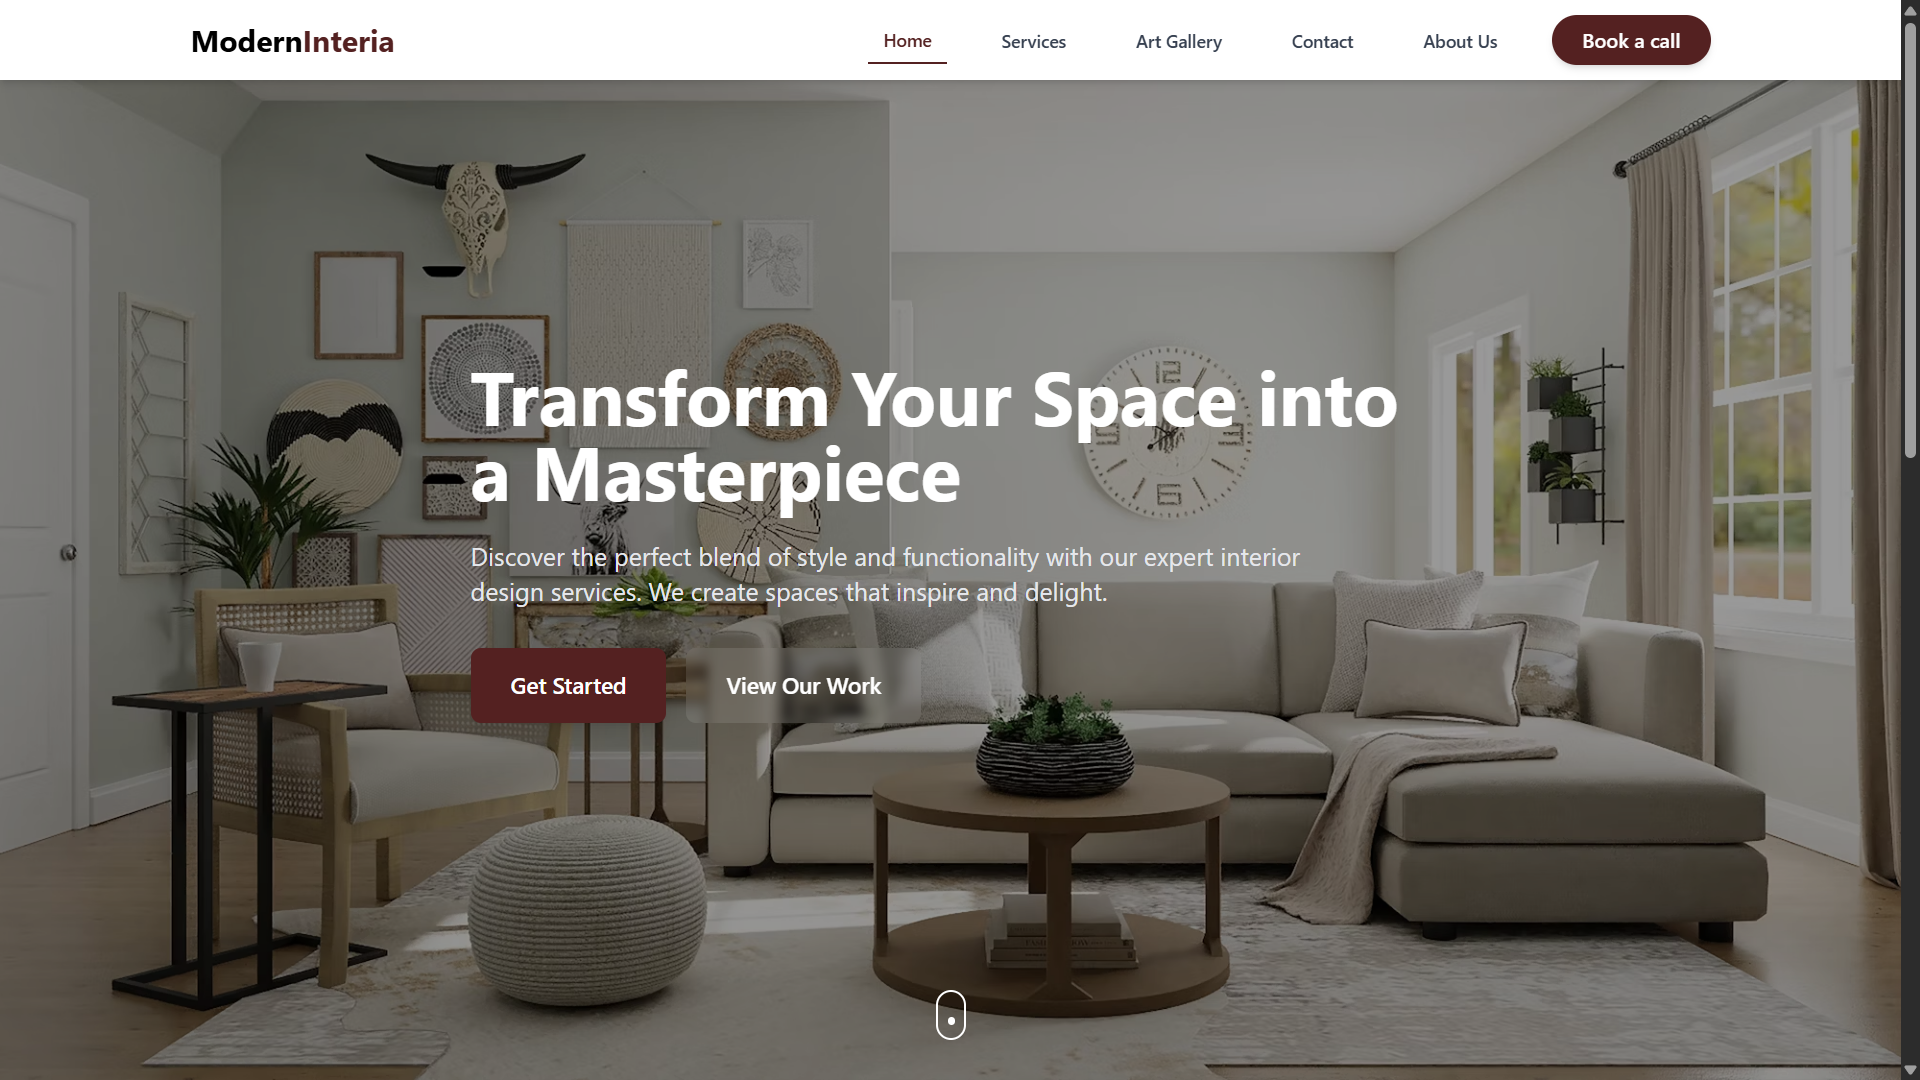 ModernInteria
Home
Services
Art Gallery
Contact
About Us
Book a call
Transform Your Space into
a Masterpiece
Discover the perfect blend of style and functionality with our expert interior
design services. We create spaces that inspire and delight.
Get Started
View Our Work